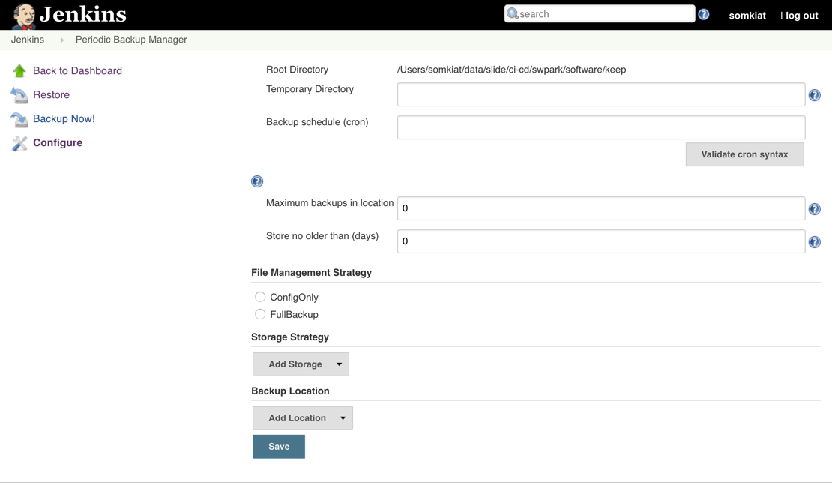 Jenkins
search
somkiat
| log out
Jenkins
Periodic Backup Manager
Back to Dashboard
Restore
Backup Now!
Configure
Root Directory
/Users/somkiat/data/slide/ci-cd/swpark/software/keep
Temporary Directory
Backup schedule (cron)
Validate cron syntax
Maximum backups in location
0
Store no older than (days)
0
File Management Strategy
ConfigOnly
FullBackup
Storage Strategy
Add Storage
Backup Location
Add Location
Save